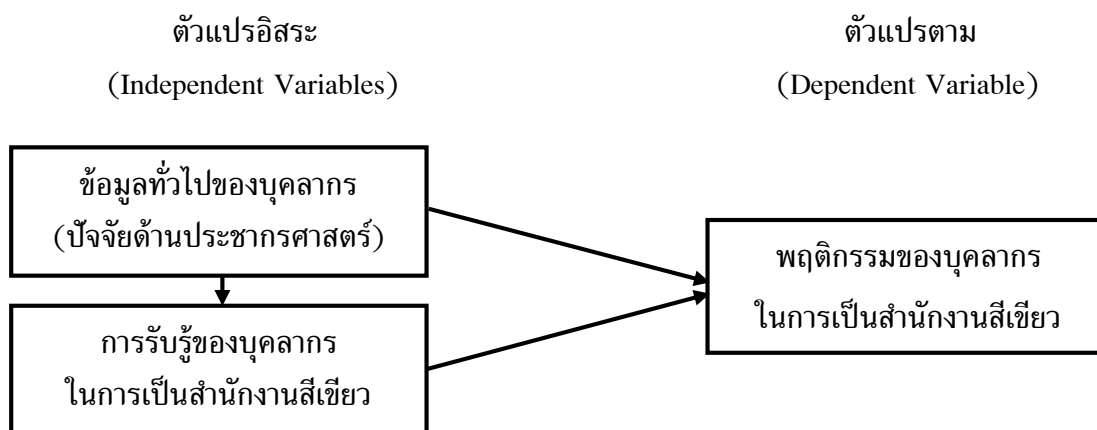 ตัวแปรอิสระ
(Independent Variables)
ตัวแปรตาม
(Dependent Variable)
ข้อมูลทั่วไปของบุคลากร
(ปัจจัยด้านประชากรศาสตร์)
พฤติกรรมของบุคลากร
ในการเป็นสำนักงานสีเขียว
การรับรู้ของบุคลากร
ในการเป็นสำนักงานสีเขียว